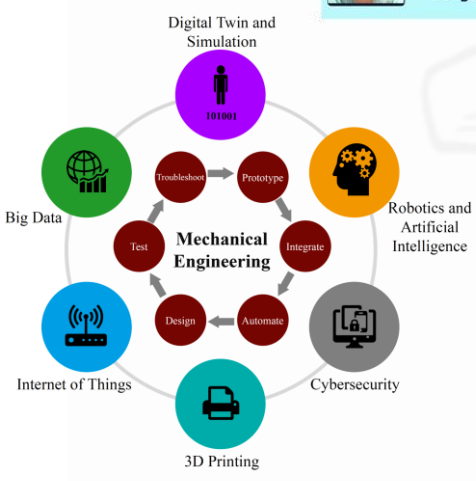 Digital Twin and
Simulation
101001
Troubleshoot
Prototype
Big Data
Robotics and
Artificial
Intelligence
Test
Mechanical
Engineering
Integrate
Design
Automate
Internet of Things
Cybersecurity
3D Printing